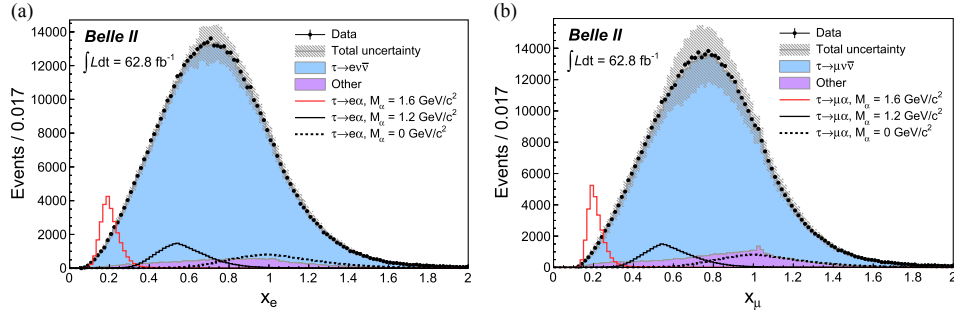 (a)
Belle II
∫ Ldt = 62.8 fb⁻¹
Data
Total uncertainty
τ→eνν̄
Other
τ→eα, Mα = 1.6 GeV/c²
τ→eα, Mα = 1.2 GeV/c²
τ→eα, Mα = 0 GeV/c²
Events / 0.017
14000
12000
10000
8000
6000
4000
2000
0
0 0.2 0.4 0.6 0.8 1 1.2 1.4 1.6 1.8 2
xₑ
(b)
Belle II
∫ Ldt = 62.8 fb⁻¹
Data
Total uncertainty
τ→μνν̄
Other
τ→μα, Mα = 1.6 GeV/c²
τ→μα, Mα = 1.2 GeV/c²
τ→μα, Mα = 0 GeV/c²
Events / 0.017
16000
14000
12000
10000
8000
6000
4000
2000
0
0 0.2 0.4 0.6 0.8 1 1.2 1.4 1.6 1.8 2
x_μ